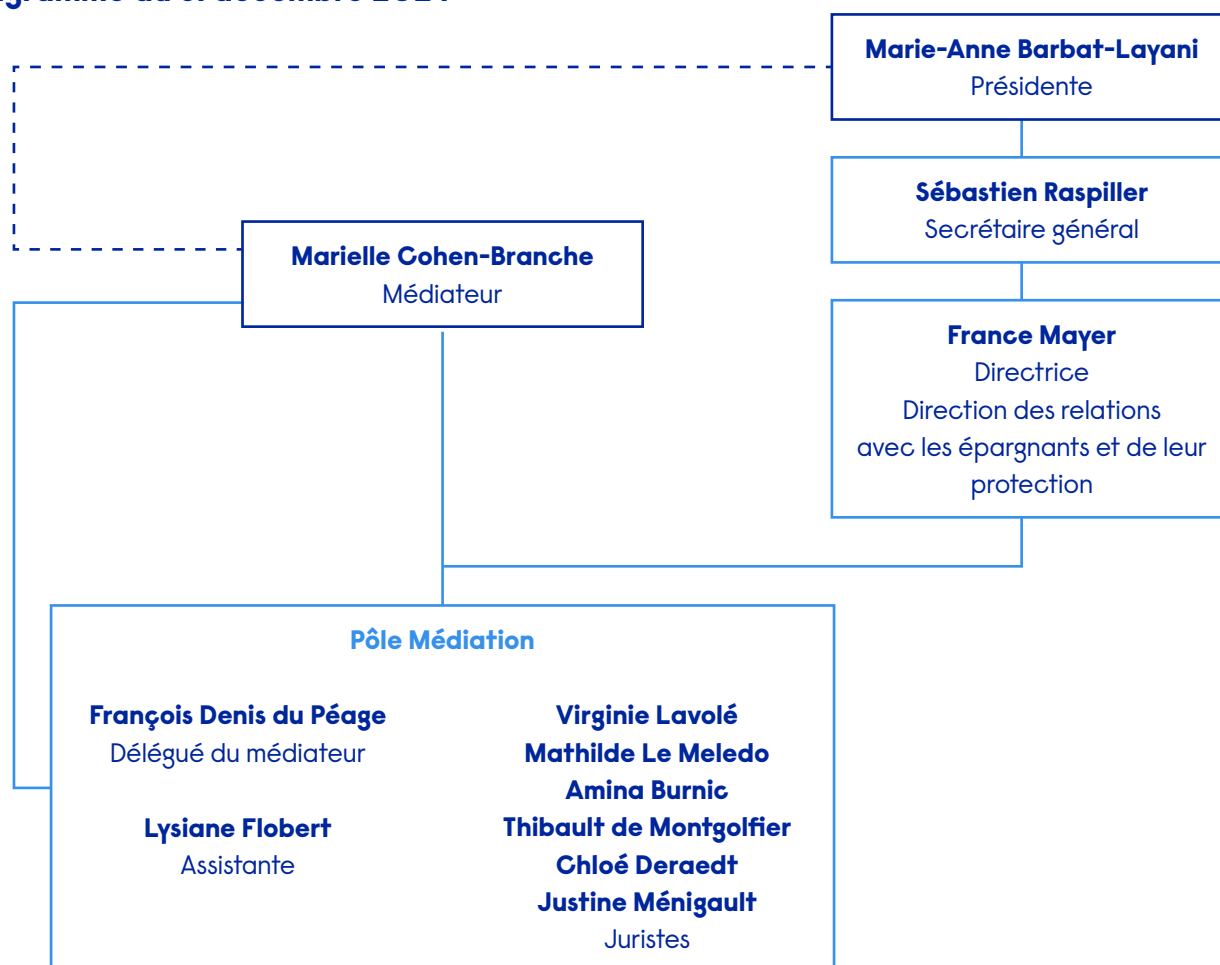 Marie-Anne Barbat-Layani
Présidente
Sébastien Raspiller
Secrétaire général
Marielle Cohen-Branche
Médiateur
France Mayer
Directrice
Direction des relations
avec les épargnants et de leur
protection
Pôle Médiation
François Denis du Péage
Délégué du médiateur
Lysiane Flobert
Assistante
Virginie Lavolé
Mathilde Le Meledo
Amina Burnic
Thibault de Montgolfier
Chloé Deraedt
Justine Ménigault
Juristes